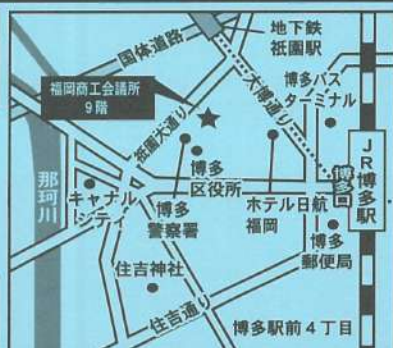 国体道路
地下鉄
祇園駅
福岡商工会議所
9階
祇園大通り
大博通り
博多バス
ターミナル
JR博多駅
博多口
那珂川
キャナル
シティ
博多
区役所
博多
警察署
ホテル日航
福岡
博多
郵便局
住吉神社
住吉通り
博多駅前4丁目